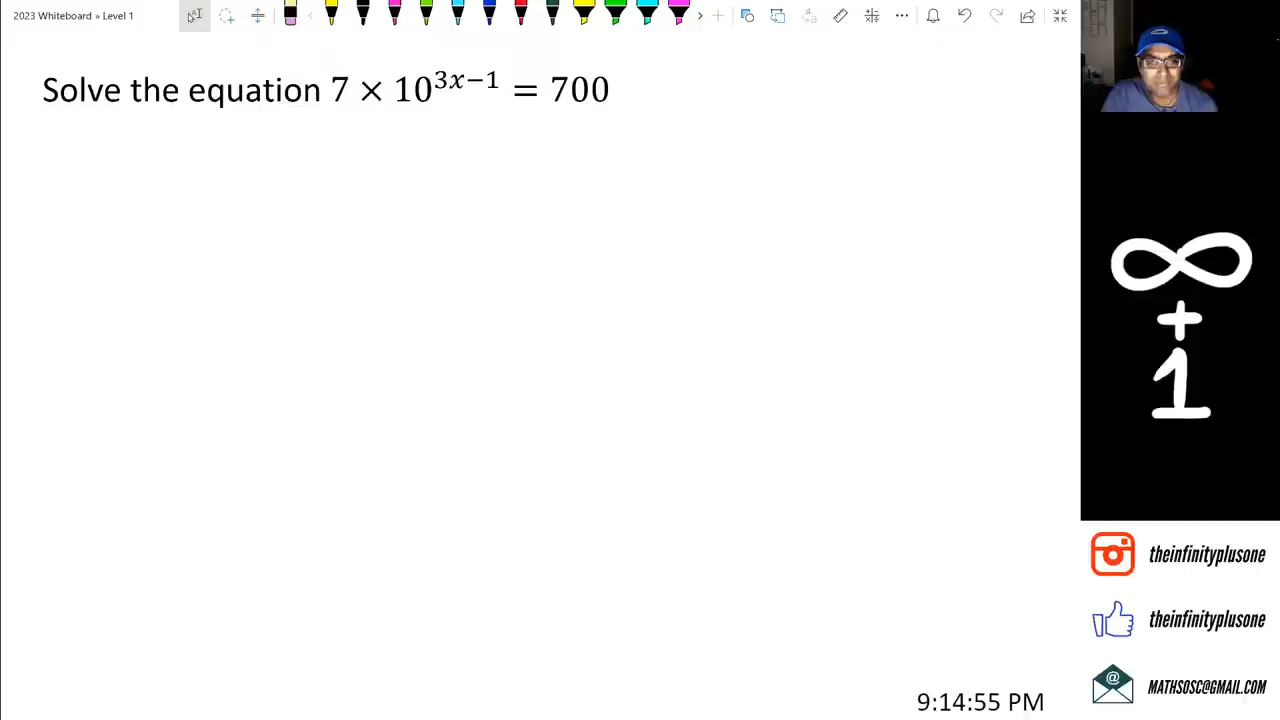 2023 Whiteboard » Level 1
Solve the equation 7 × 10^{3x−1} = 700
∞
+
1
theinfinityplusone
theinfinityplusone
@
MATHSOSC@GMAIL.COM
9:14:55 PM